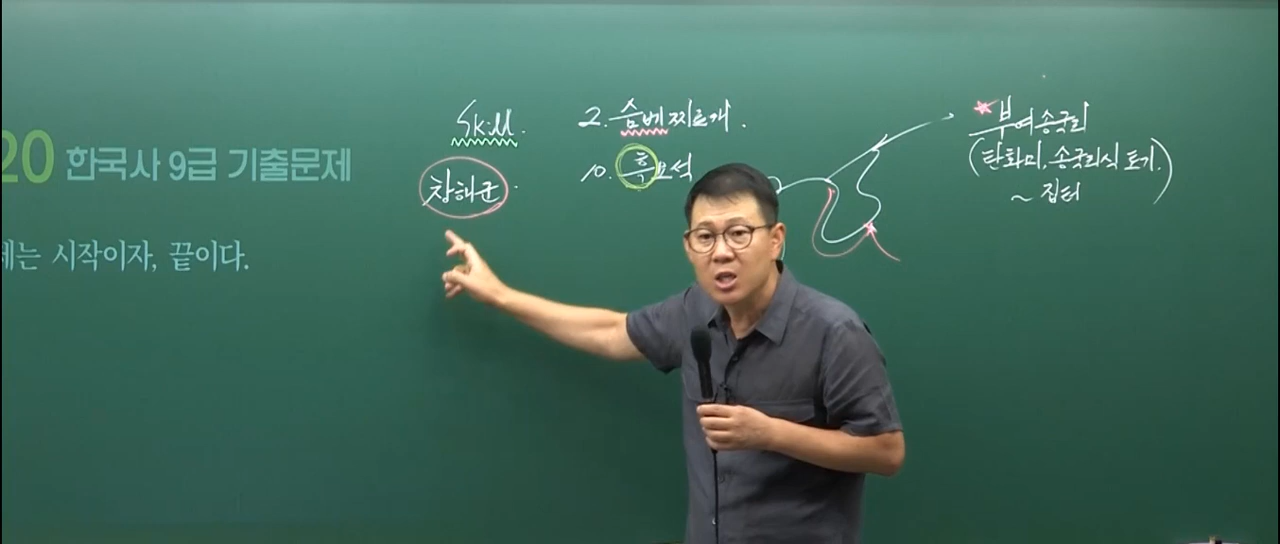 20 한국사 9급 기출문제
제는 시작이자, 끝이다.
Skill.
창해군.
2. 슴베찌르개.
10. 흑요석
*부여송국리
(탄화미, 송국리식 토기.)
~ 집터